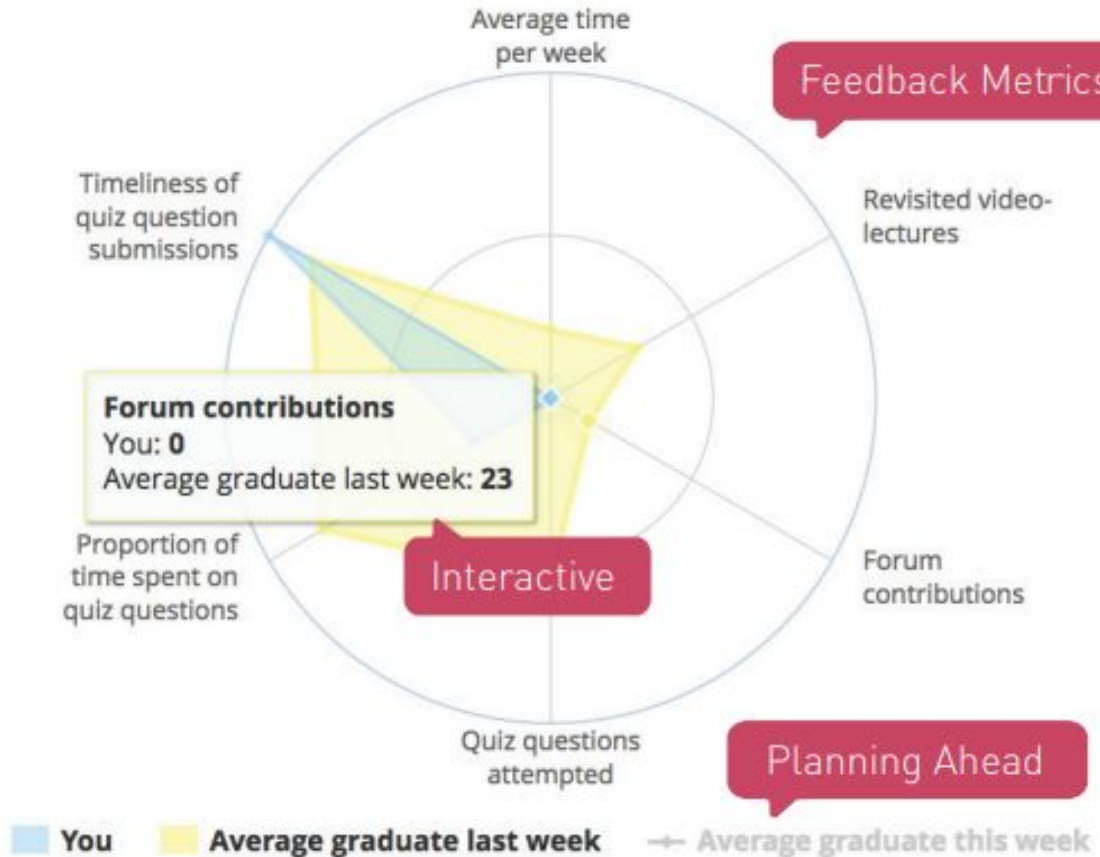 Average time
per week
Feedback Metrics
Timeliness of
quiz question
submissions
Revisited video-
lectures
Forum contributions
You: 0
Average graduate last week: 23
Proportion of
time spent on
quiz questions
Interactive
Forum
contributions
Quiz questions
attempted
Planning Ahead
You Average graduate last week Average graduate this week